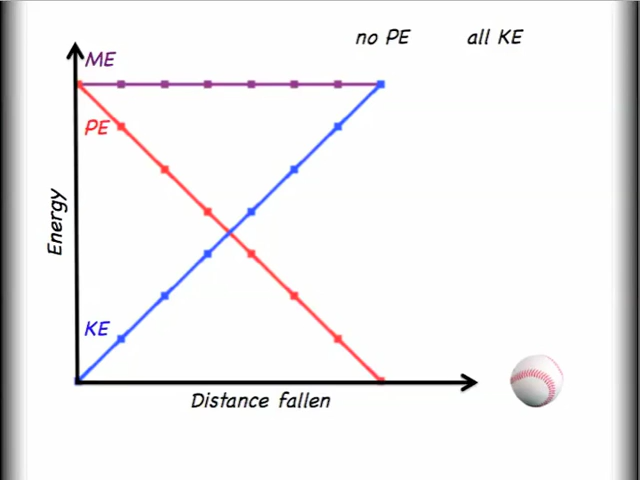 no PE all KE
ME
PE
Energy
KE
Distance fallen